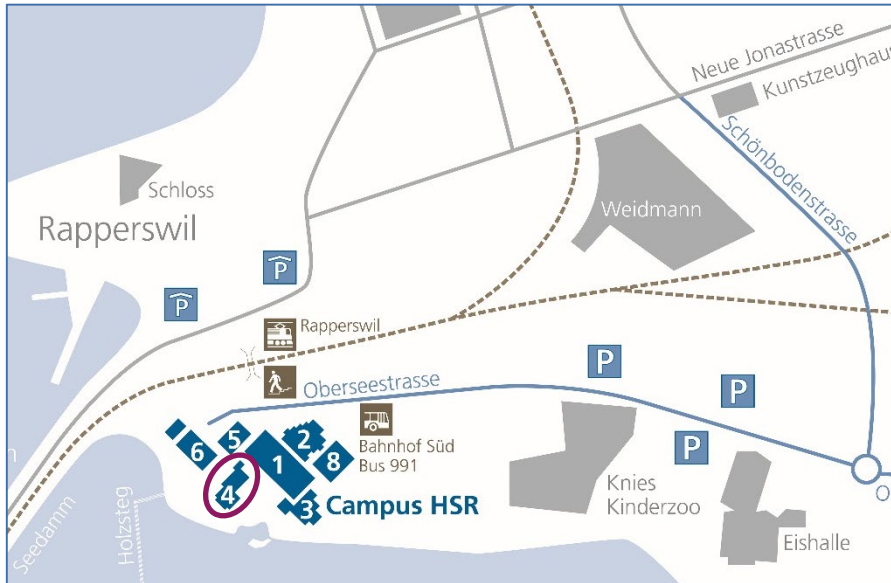 Neue Jonastrasse
Kunstzeughaus
Schönbodenstrasse
Schloss
Rapperswil
Weidmann
P
P
Rapperswil
Oberseestrasse
P
P
P
Bahnhof Süd
Bus 991
6
5
1
2
8
4
3
Campus HSR
Knies
Kinderzoo
Eishalle
Seedamm
Holzsteg
O